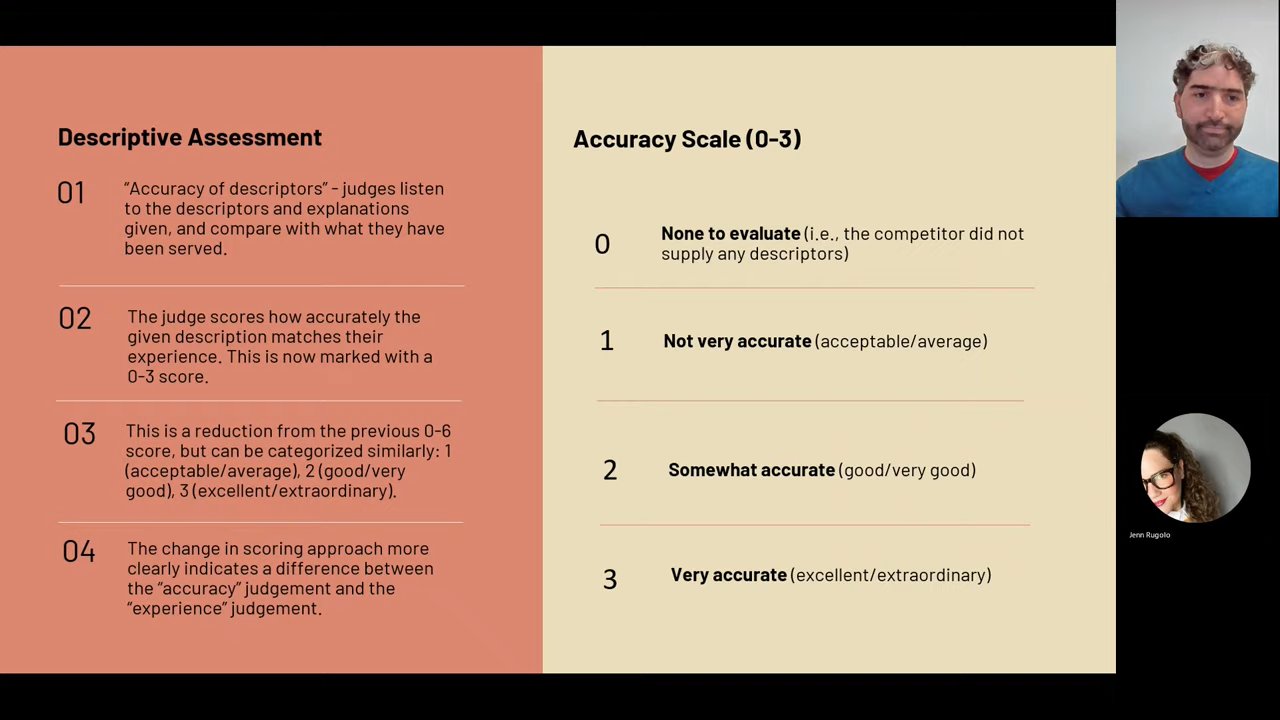 Descriptive Assessment
01
“Accuracy of descriptors” - judges listen
to the descriptors and explanations
given, and compare with what they have
been served.
02
The judge scores how accurately the
given description matches their
experience. This is now marked with a
0-3 score.
03
This is a reduction from the previous 0-6
score, but can be categorized similarly: 1
(acceptable/average), 2 (good/very
good), 3 (excellent/extraordinary).
04
The change in scoring approach more
clearly indicates a difference between
the “accuracy” judgement and the
“experience” judgement.
Accuracy Scale (0-3)
0
None to evaluate (i.e., the competitor did not
supply any descriptors)
1
Not very accurate (acceptable/average)
2
Somewhat accurate (good/very good)
3
Very accurate (excellent/extraordinary)
Jenn Rugolo